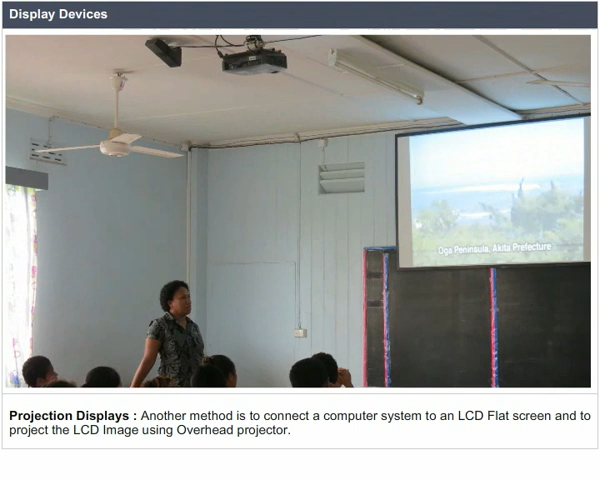 Display Devices
Oga Peninsula, Akita Prefecture
Projection Displays : Another method is to connect a computer system to an LCD Flat screen and to
project the LCD Image using Overhead projector.